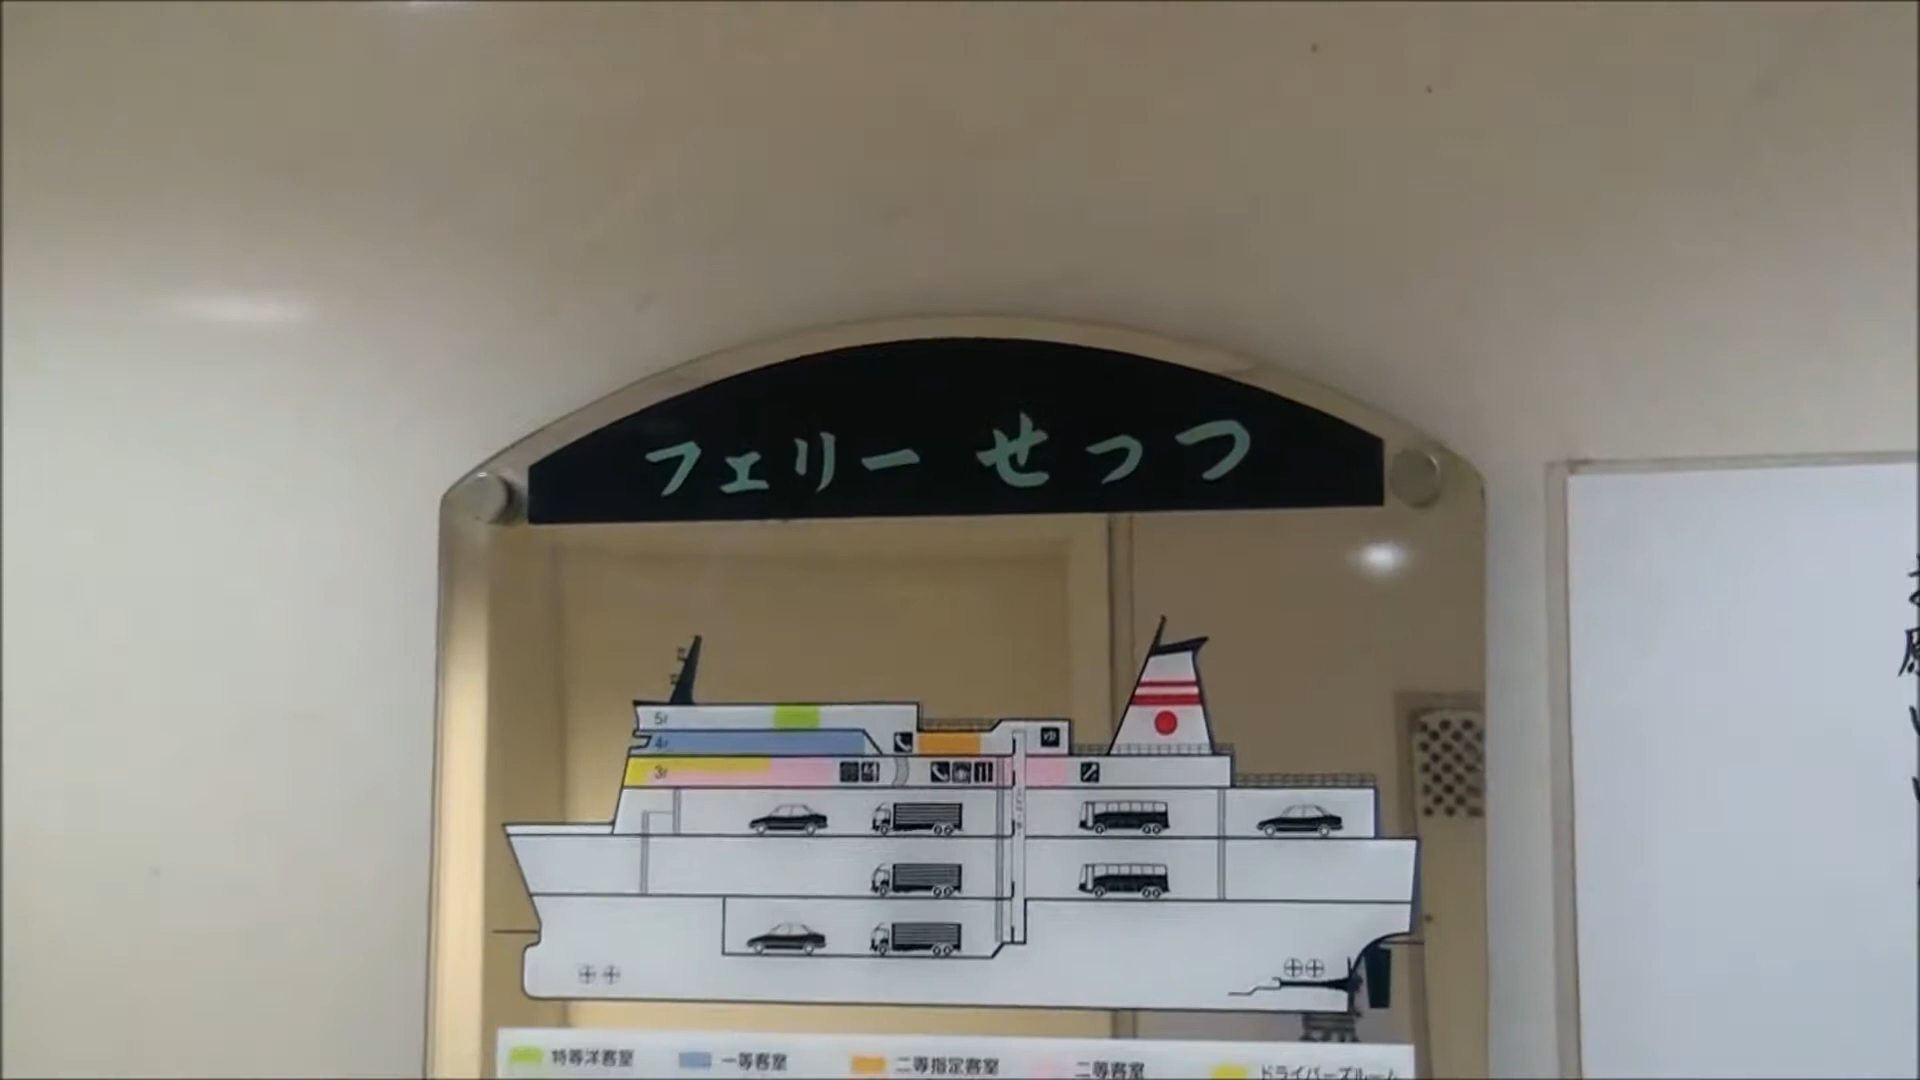 フェリー せっつ
5F
4F
ゆ
3F
特等洋客室 一等客室 二等指定客室 二等客室 ドライバーズルーム